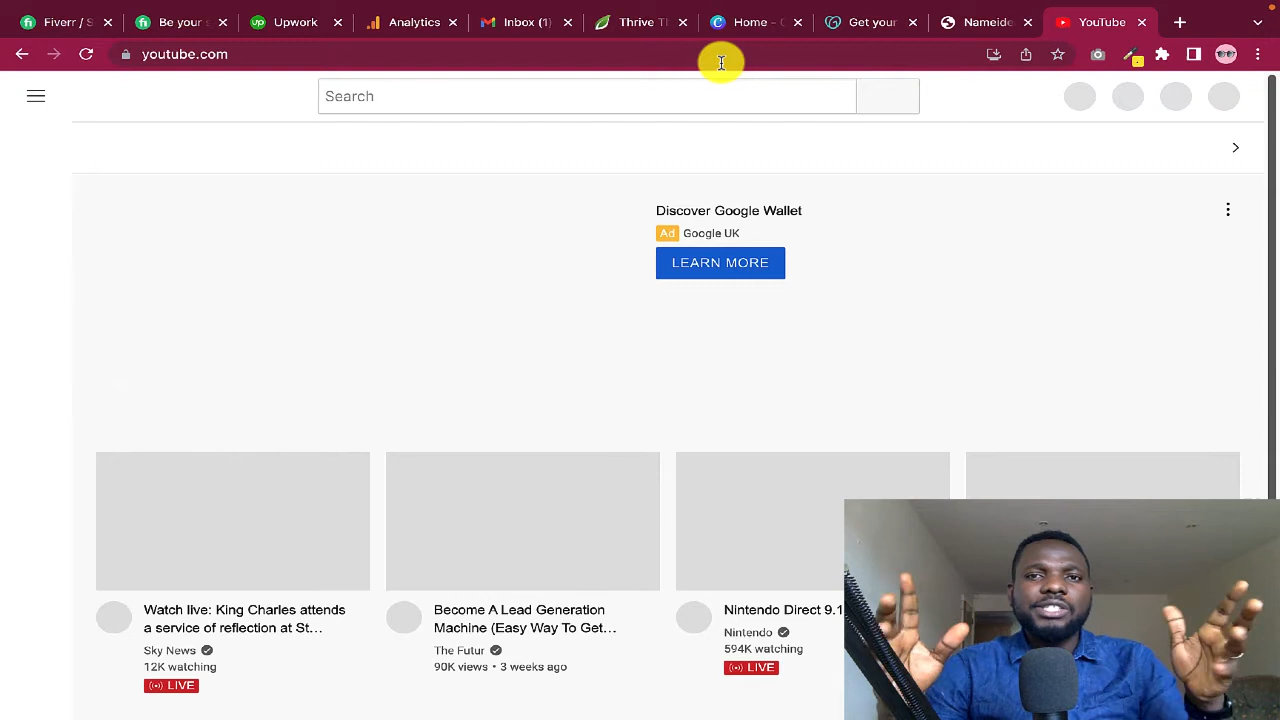 Fiverr / S
Be your s
Upwork
Analytics
Inbox (1)
Thrive Th
Home – C
Get your
Nameide
YouTube
youtube.com
Search
Discover Google Wallet
Ad Google UK
LEARN MORE
Watch live: King Charles attends
a service of reflection at St…
Sky News
12K watching
LIVE
Become A Lead Generation
Machine (Easy Way To Get…
The Futur
90K views • 3 weeks ago
Nintendo Direct 9.1
Nintendo
594K watching
LIVE